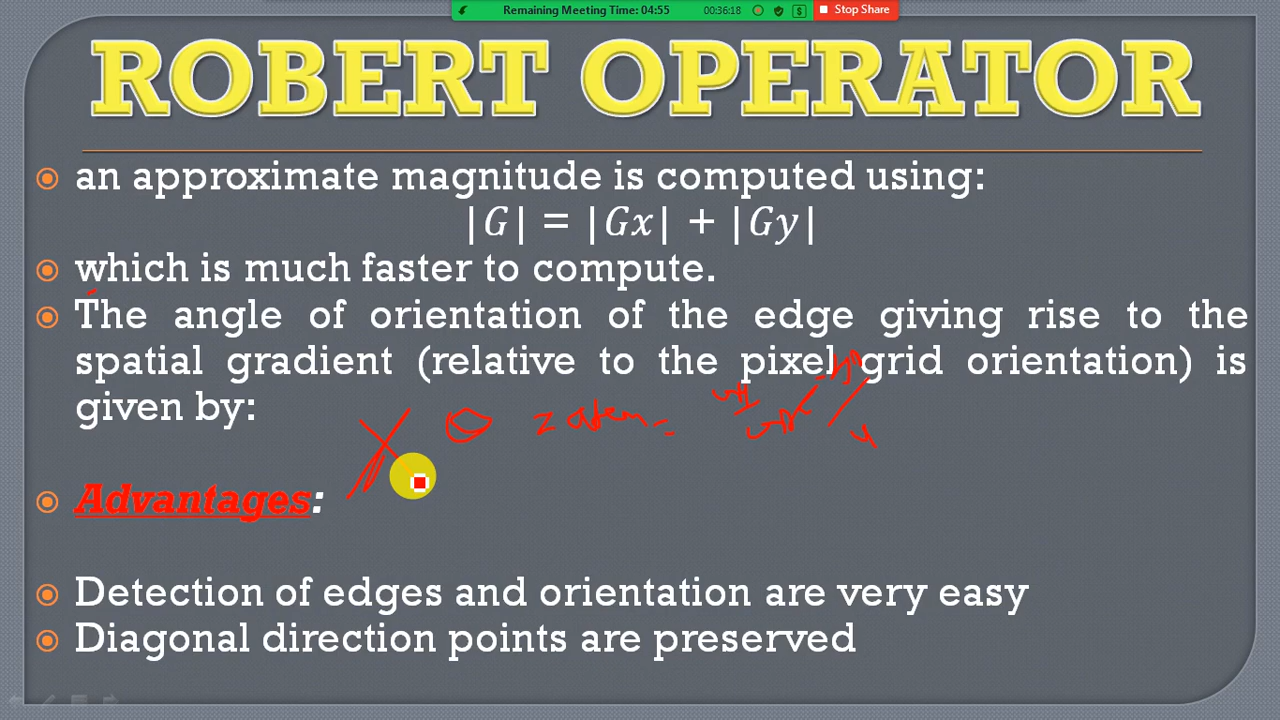 Remaining Meeting Time: 04:55 00:36:18 Stop Share
ROBERT OPERATOR
an approximate magnitude is computed using:
|G| = |Gx| + |Gy|
which is much faster to compute.
The angle of orientation of the edge giving rise to the
spatial gradient (relative to the pixel grid orientation) is
given by:
Advantages:
Detection of edges and orientation are very easy
Diagonal direction points are preserved